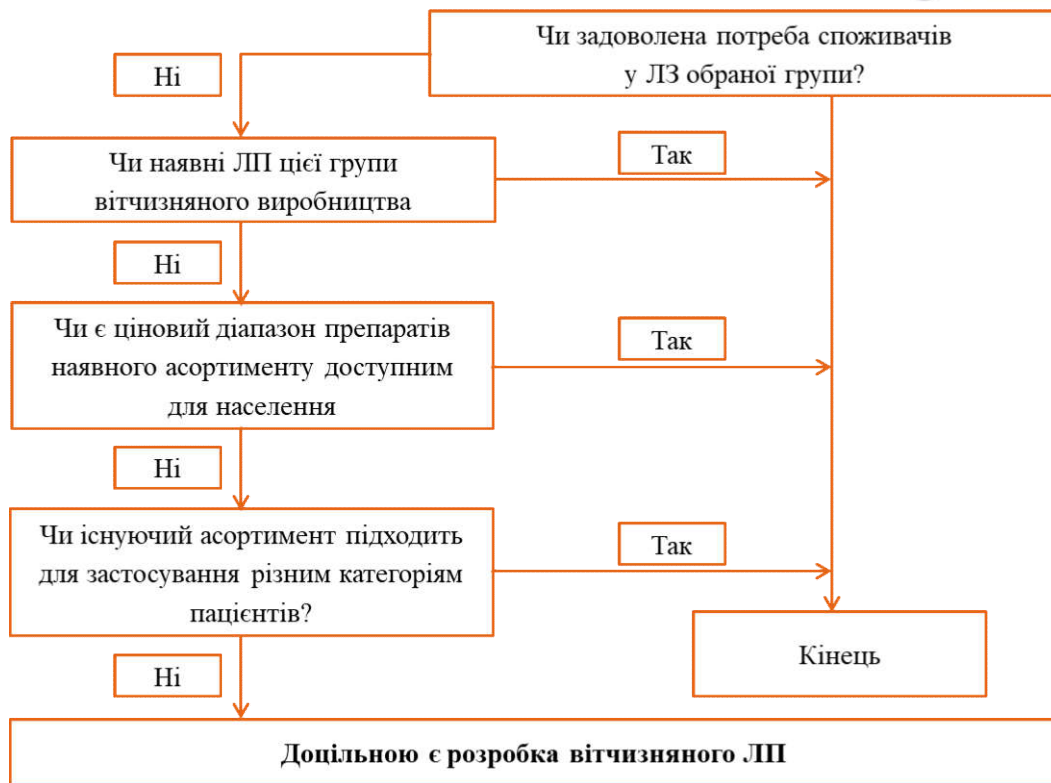 Чи задоволена потреба споживачів
у ЛЗ обраної групи?
Ні
Чи наявні ЛП цієї групи
вітчизняного виробництва
Так
Ні
Чи є ціновий діапазон препаратів
наявного асортименту доступним
для населення
Так
Ні
Чи існуючий асортимент підходить
для застосування різним категоріям
пацієнтів?
Так
Кінець
Ні
Доцільною є розробка вітчизняного ЛП